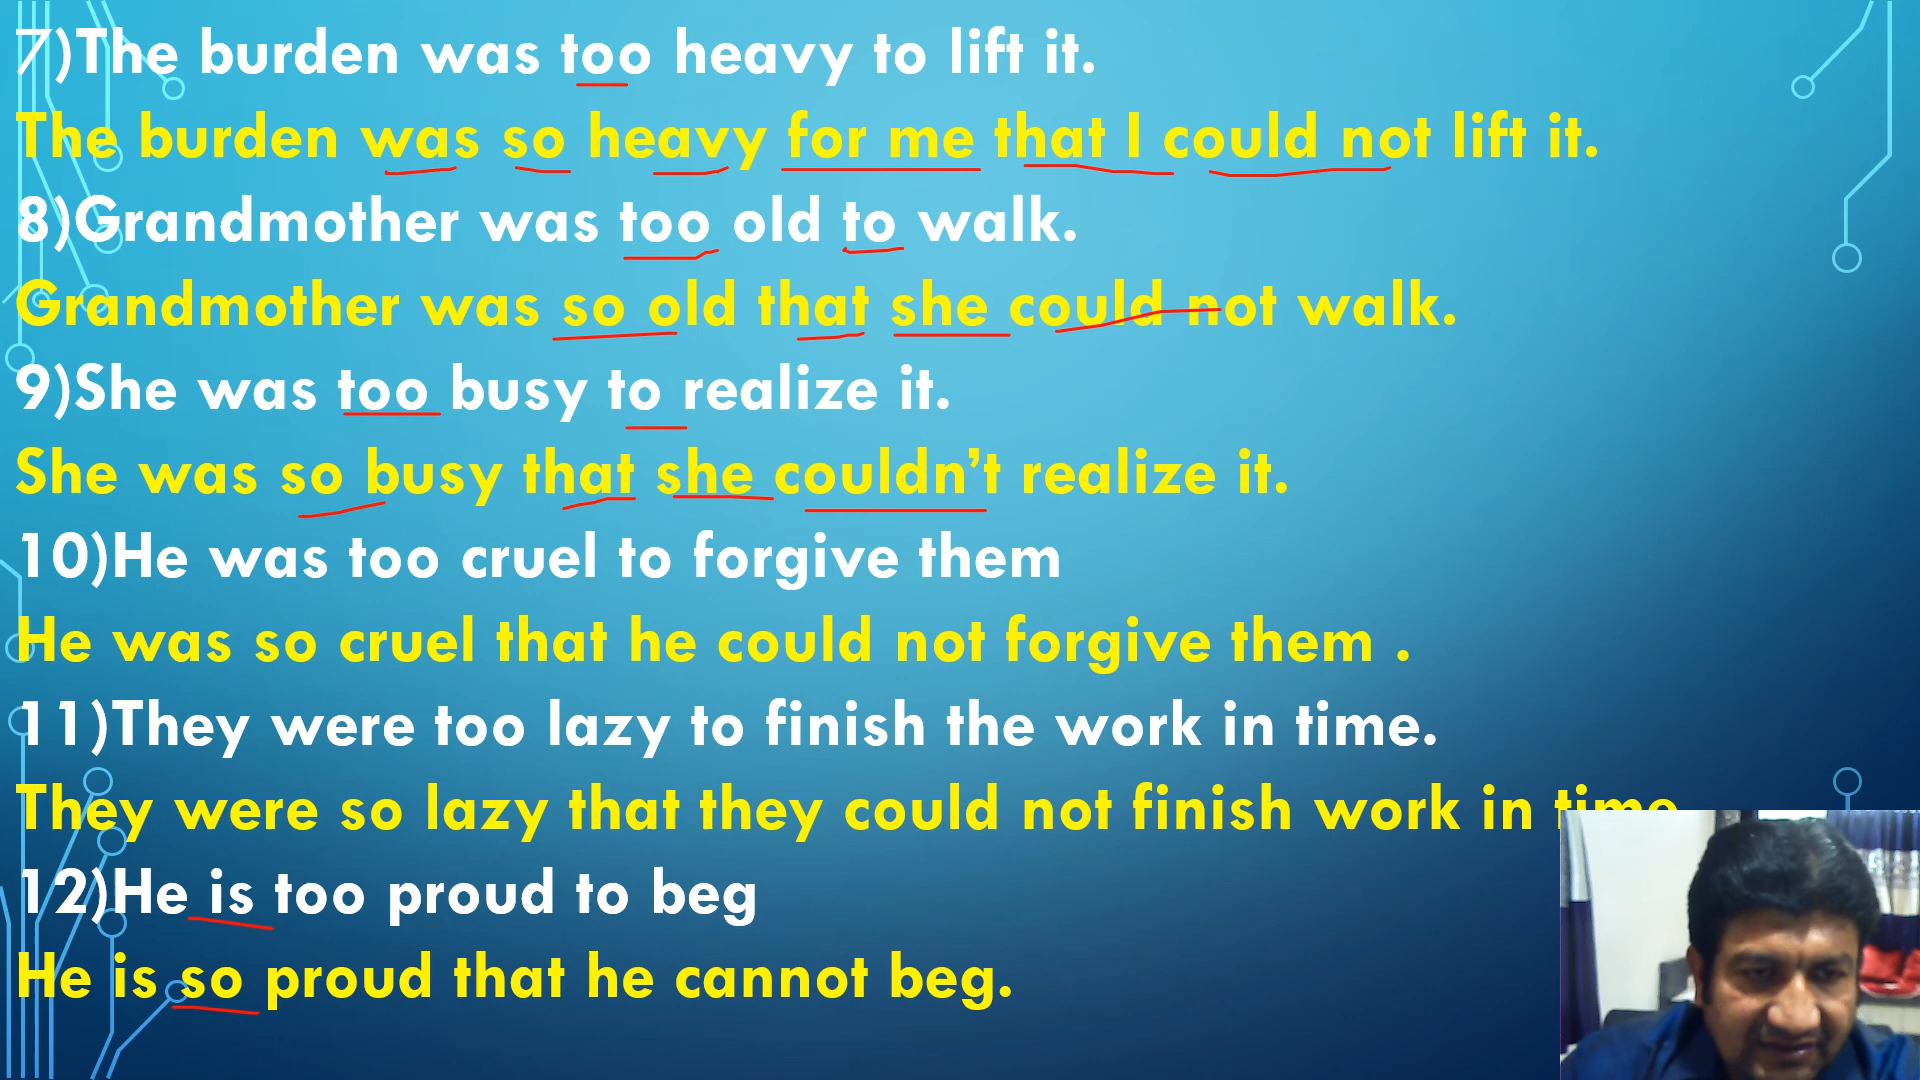 7)The burden was too heavy to lift it.
The burden was so heavy for me that I could not lift it.
8)Grandmother was too old to walk.
Grandmother was so old that she could not walk.
9)She was too busy to realize it.
She was so busy that she couldn't realize it.
10)He was too cruel to forgive them
He was so cruel that he could not forgive them .
11)They were too lazy to finish the work in time.
They were so lazy that they could not finish work in time
12)He is too proud to beg
He is so proud that he cannot beg.